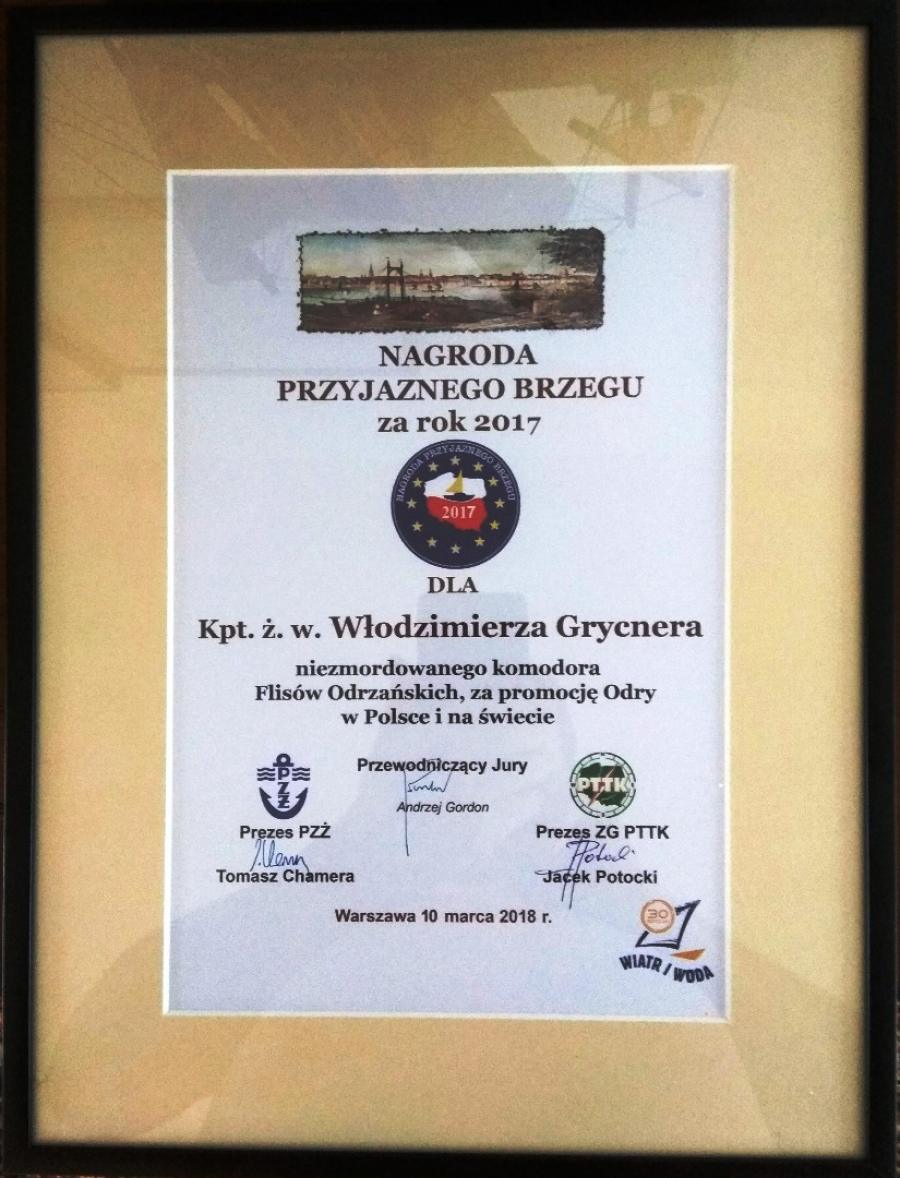 NAGRODA
PRZYJAZNEGO BRZEGU
za rok 2017
NAGRODA PRZYJAZNEGO BRZEGU
2017
DLA
Kpt. ż. w. Włodzimierza Grycnera
niezmordowanego komodora
Flisów Odrzańskich, za promocję Odry
w Polsce i na świecie
Przewodniczący Jury
Andrzej Gordon
PZŻ
Prezes PZŻ
Tomasz Chamera
PTTK
Prezes ZG PTTK
Jacek Potocki
Warszawa 10 marca 2018 r.
30
WIATR I WODA